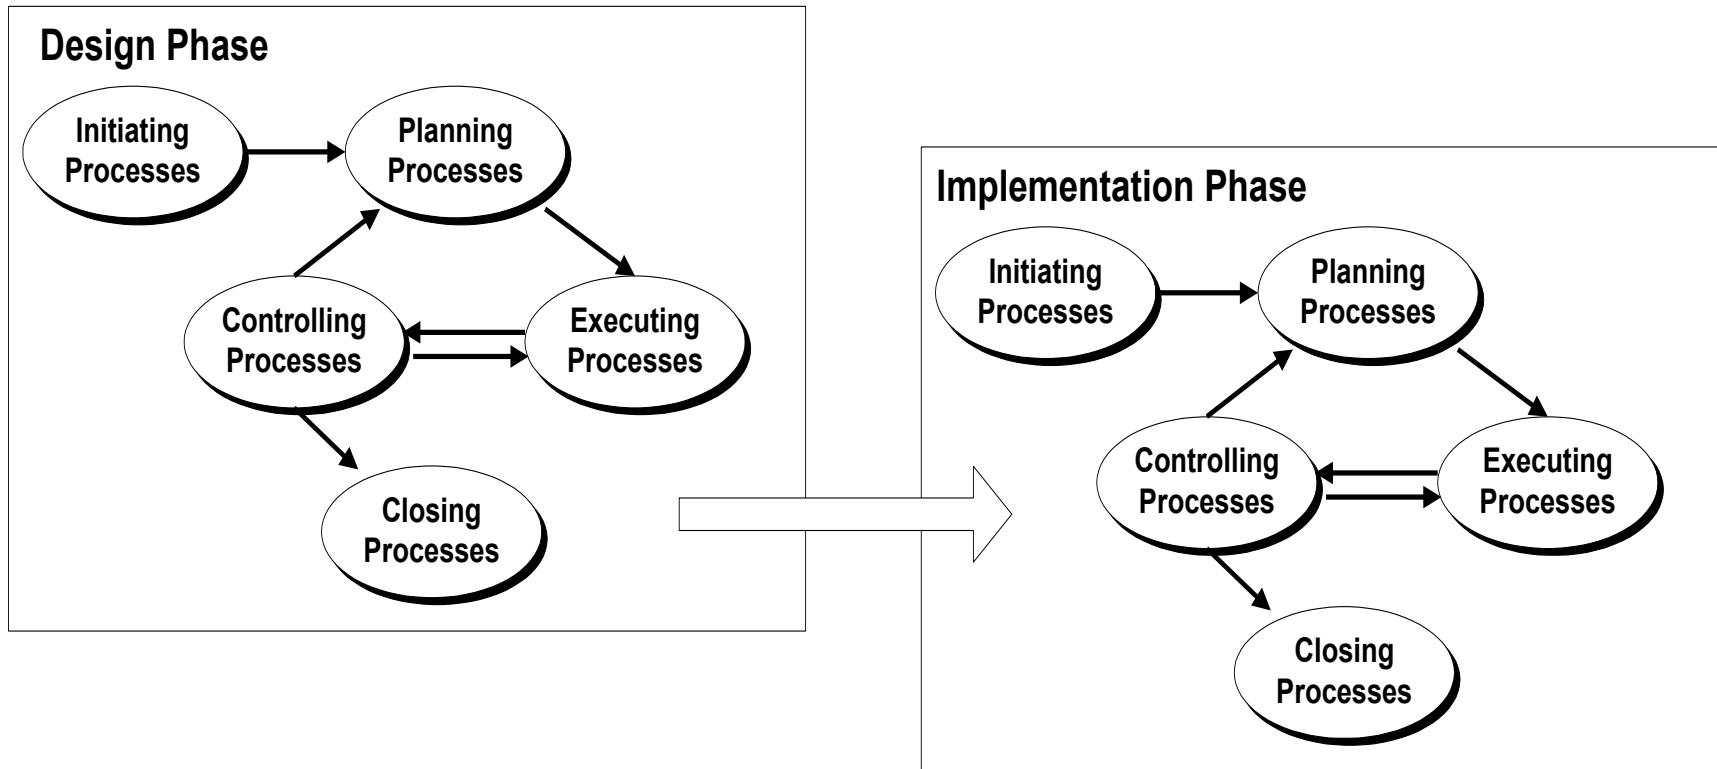 Design Phase
Initiating
Processes
Planning
Processes
Controlling
Processes
Executing
Processes
Closing
Processes
Implementation Phase
Initiating
Processes
Planning
Processes
Controlling
Processes
Executing
Processes
Closing
Processes